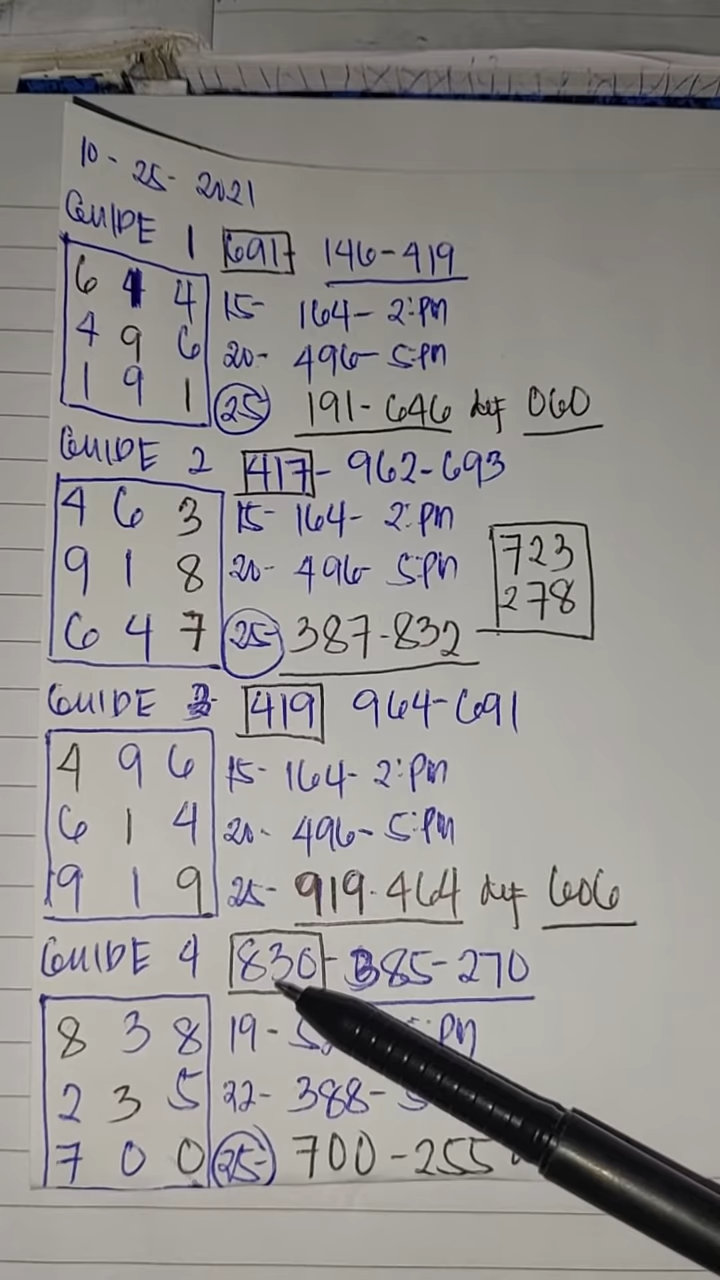 10-25-2021
GUIDE 1 691- 146-419
6 1 4 15- 164- 2:PM
4 9 6 20- 496- 5:PM
1 9 1 25 191-646 def 060
GUIDE 2 417- 962-693
4 6 3 15- 164- 2:PM
9 1 8 20- 496- 5:PM 723
278
6 4 7 25- 387-832
GUIDE 3 419 964-691
4 9 6 15- 164- 2:PM
6 1 4 20- 496- 5:PM
9 1 9 25- 919-464 def 606
GUIDE 4 830- 385-270
8 3 8 19- PM
2 3 5 22- 388-
7 0 0 25- 700-255